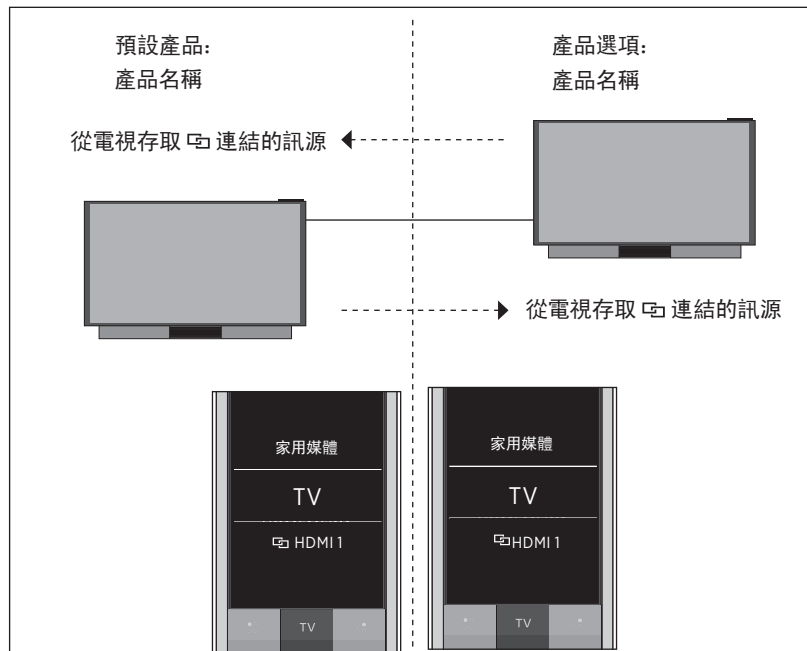 預設產品:
產品名稱
產品選項:
產品名稱
從電視存取 連結的訊源
從電視存取 連結的訊源
家用媒體
TV
HDMI 1
TV
家用媒體
TV
HDMI 1
TV